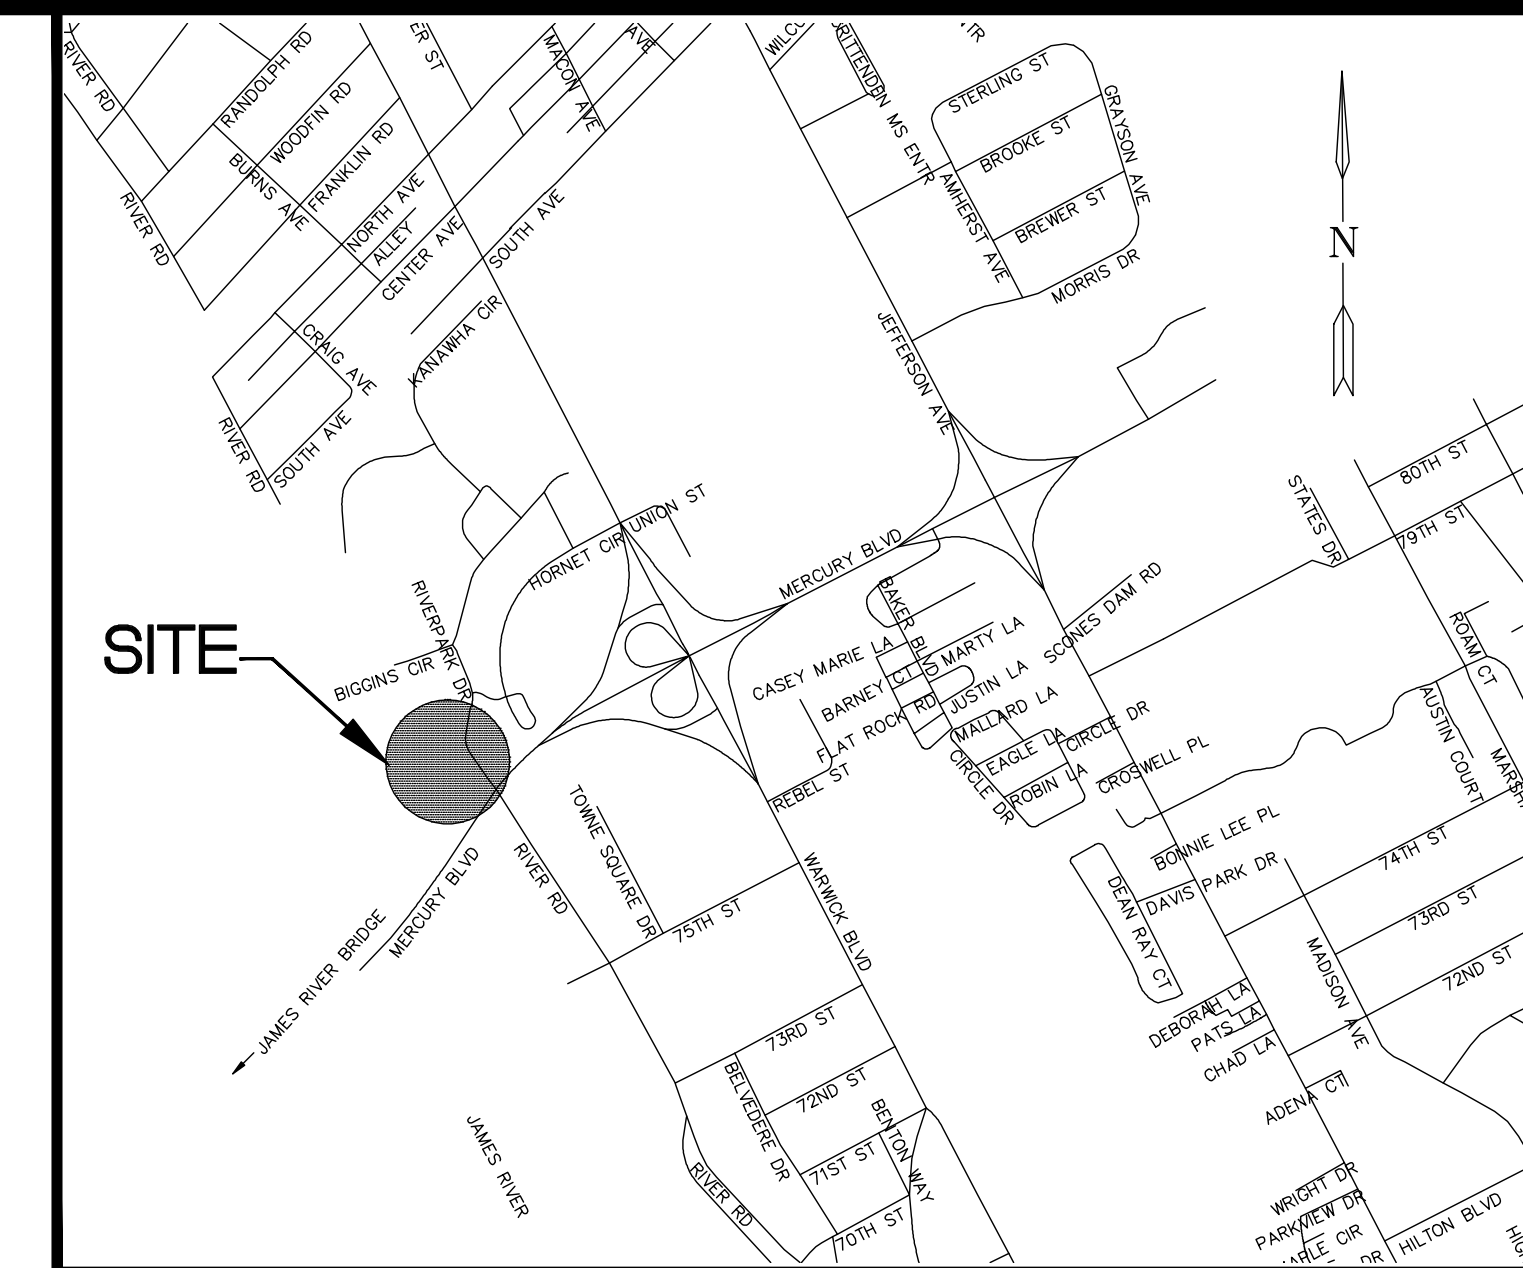 RIVER RD
RANDOLPH RD
WOODFIN RD
FRANKLIN RD
BURNS AVE
RIVER RD
NORTH AVE
ALLEY
CENTER AVE
SOUTH AVE
MACON AVE
AVE
ER ST
KANAWHA CIR
CRAIG AVE
SOUTH AVE
RIVER RD
WILCO
RITTENDEN MS ENTR
TR
STERLING ST
BROOKE ST
BREWER ST
GRAYSON AVE
AMHERST AVE
MORRIS DR
JEFFERSON AVE
N
80TH ST
79TH ST
STATES DR
UNION ST
HORNET CIR
MERCURY BLVD
RIVERPARK DR
BIGGINS CIR
SITE
BAKER BLVD
CASEY MARIE LA
BARNEY CT
FLAT ROCK RD
MARTY LA
JUSTIN LA
MALLARD LA
EAGLE LA
ROBIN LA
CIRCLE DR
CIRCLE DR
SCONES DAM RD
CROSWELL PL
REBEL ST
ROAM CT
AUSTIN COURT
MARSH
BONNIE LEE PL
DAVIS PARK DR
DEAN RAY CT
74TH ST
73RD ST
72ND ST
MADISON AVE
TOWNE SQUARE DR
RIVER RD
75TH ST
WARWICK BLVD
MERCURY BLVD
JAMES RIVER BRIDGE
JAMES RIVER
73RD ST
72ND ST
71ST ST
70TH ST
BELVEDERE DR
BENTON WAY
RIVER RD
DEBORAH LA
PATS LA
CHAD LA
ADENA CT
WRIGHT DR
PARKVIEW DR
CIR
DR
HILTON BLVD